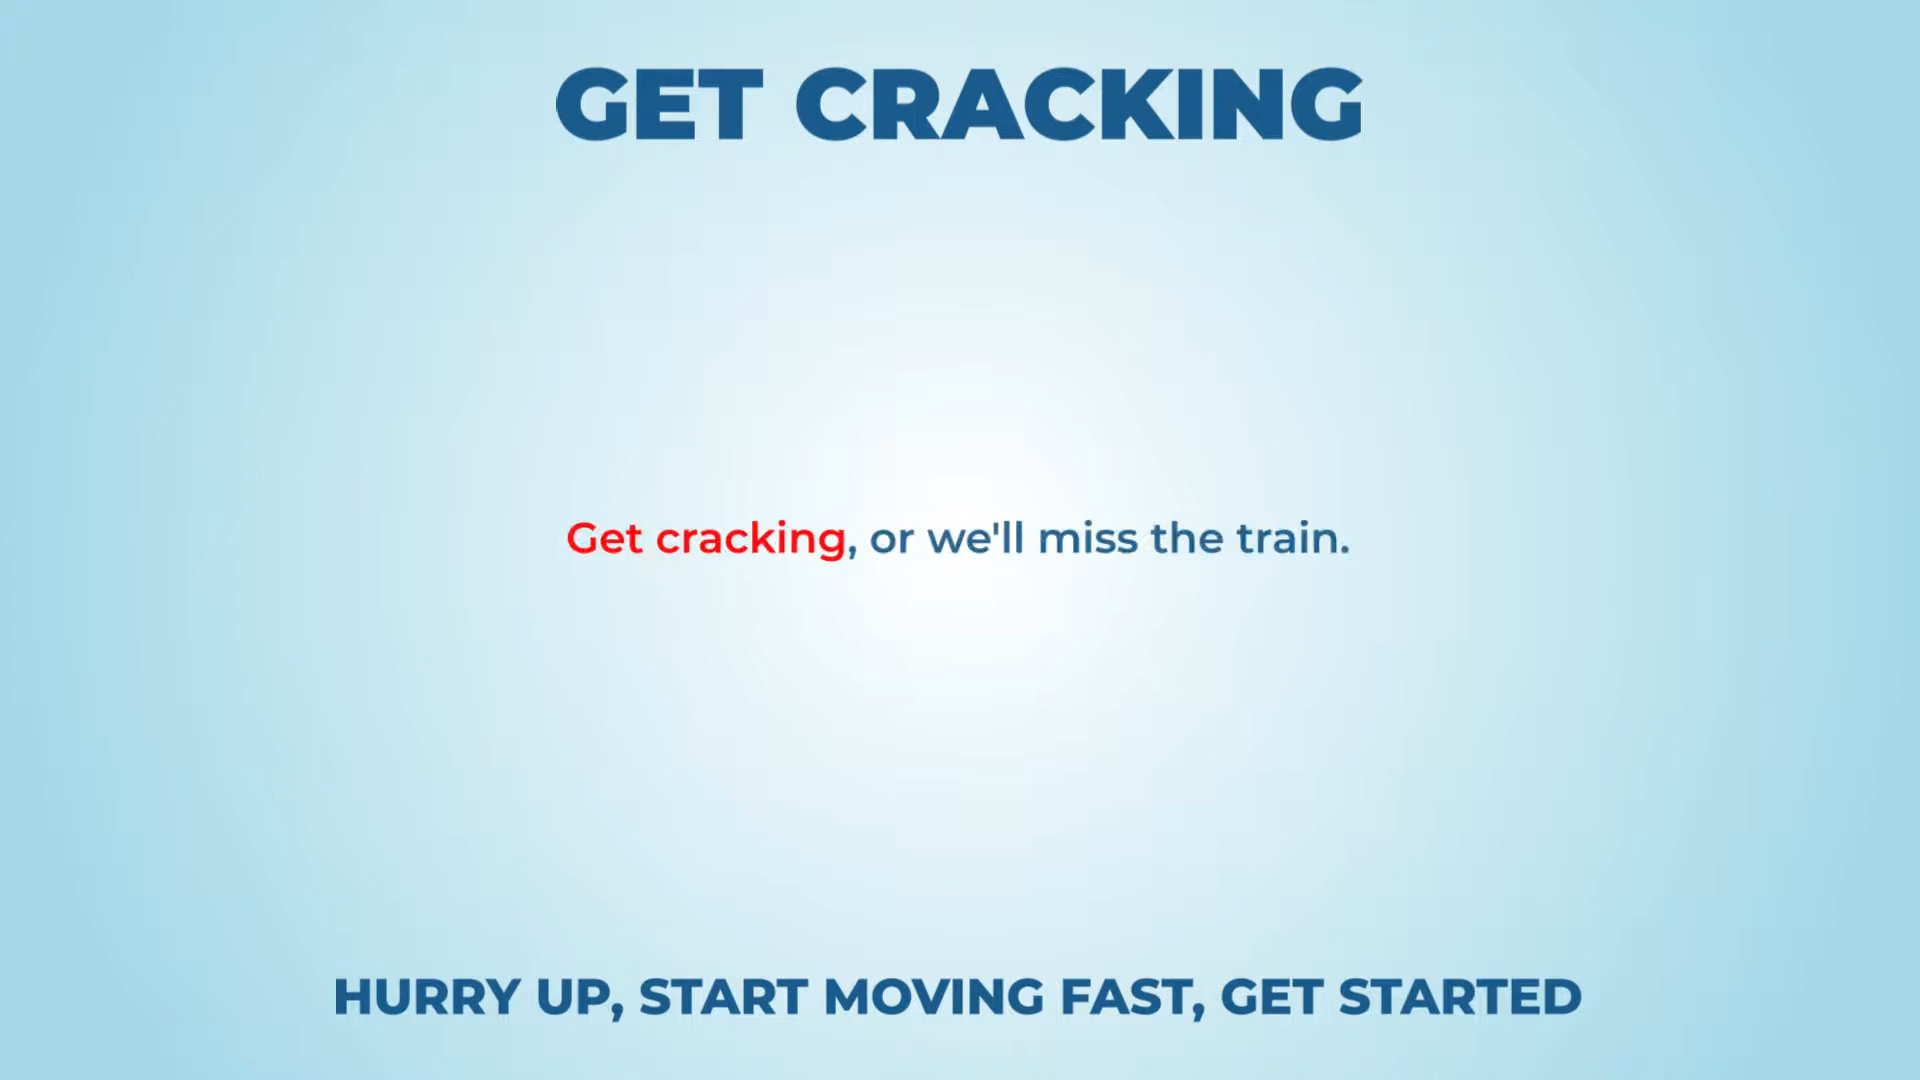 GET CRACKING
Get cracking, or we'll miss the train.
HURRY UP, START MOVING FAST, GET STARTED